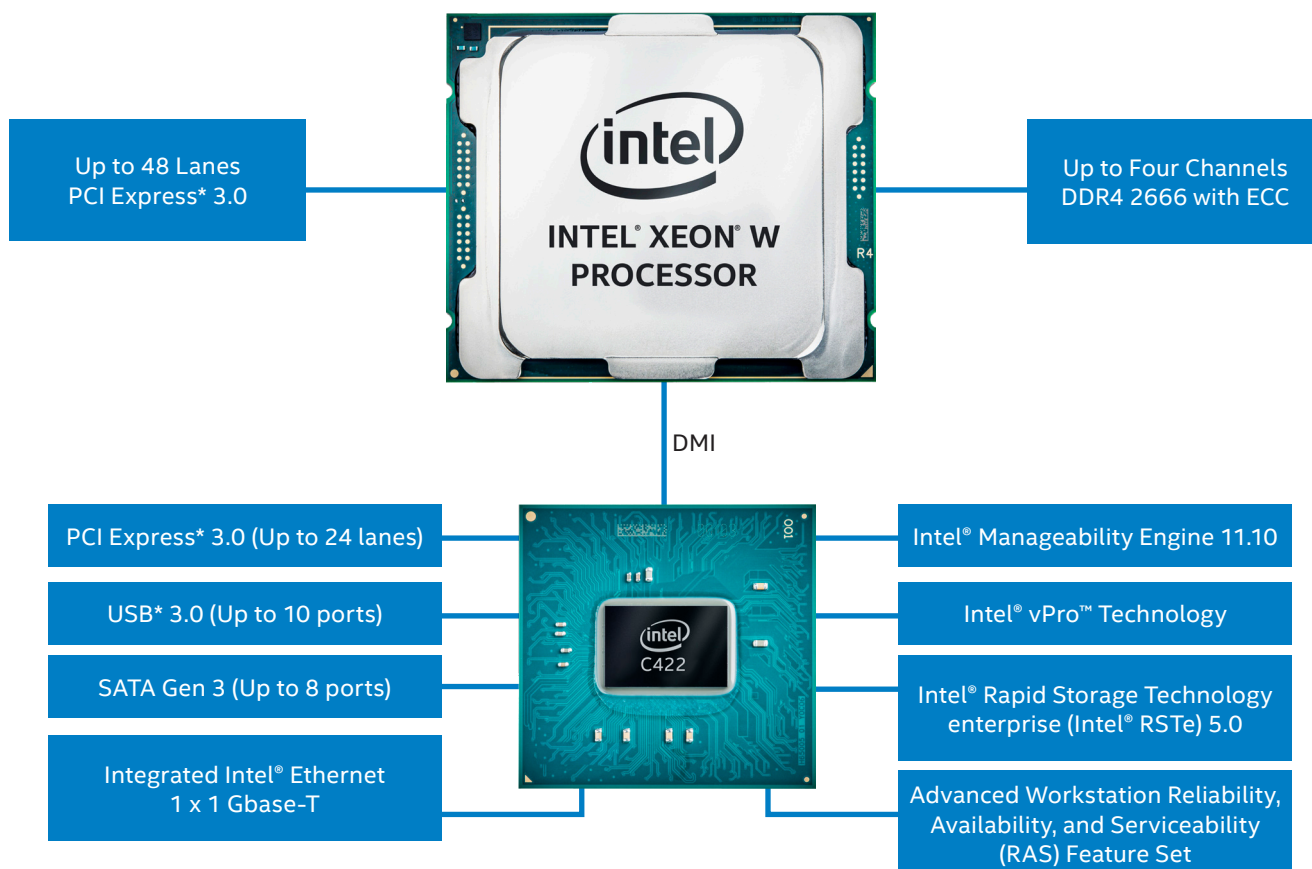 intel
INTEL® XEON® W
PROCESSOR
R4
Up to 48 Lanes
PCI Express* 3.0
Up to Four Channels
DDR4 2666 with ECC
DMI
001
PCI Express* 3.0 (Up to 24 lanes)
USB* 3.0 (Up to 10 ports)
SATA Gen 3 (Up to 8 ports)
Integrated Intel® Ethernet
1 x 1 Gbase-T
intel
C422
Intel® Manageability Engine 11.10
Intel® vPro™ Technology
Intel® Rapid Storage Technology
enterprise (Intel® RSTe) 5.0
Advanced Workstation Reliability,
Availability, and Serviceability
(RAS) Feature Set